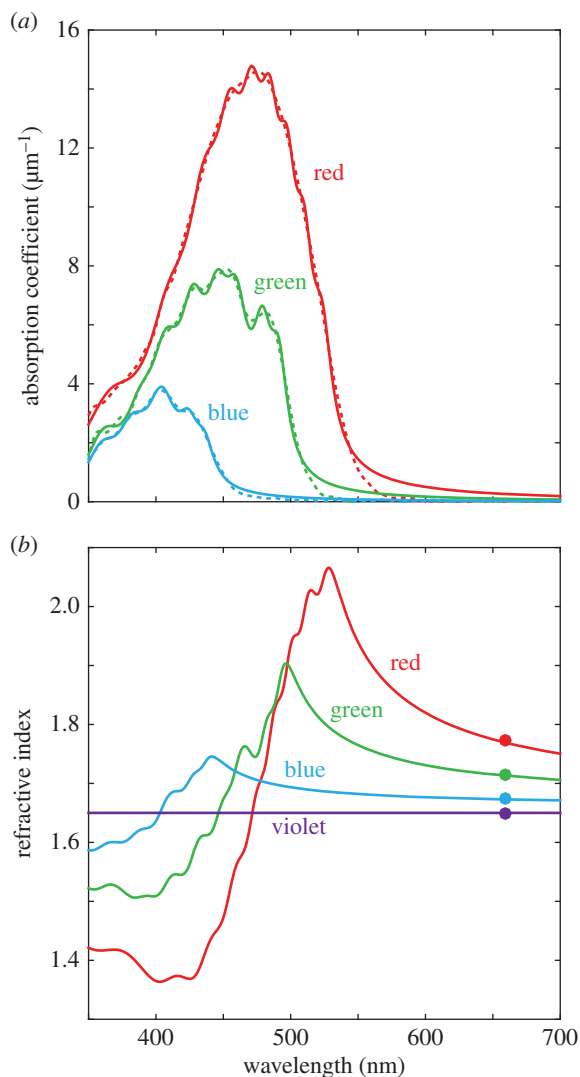 (a)
16
12
8
4
0
absorption coefficient (µm⁻¹)
red
green
blue
(b)
2.0
1.8
1.6
1.4
refractive index
red
green
blue
violet
400 500 600 700
wavelength (nm)